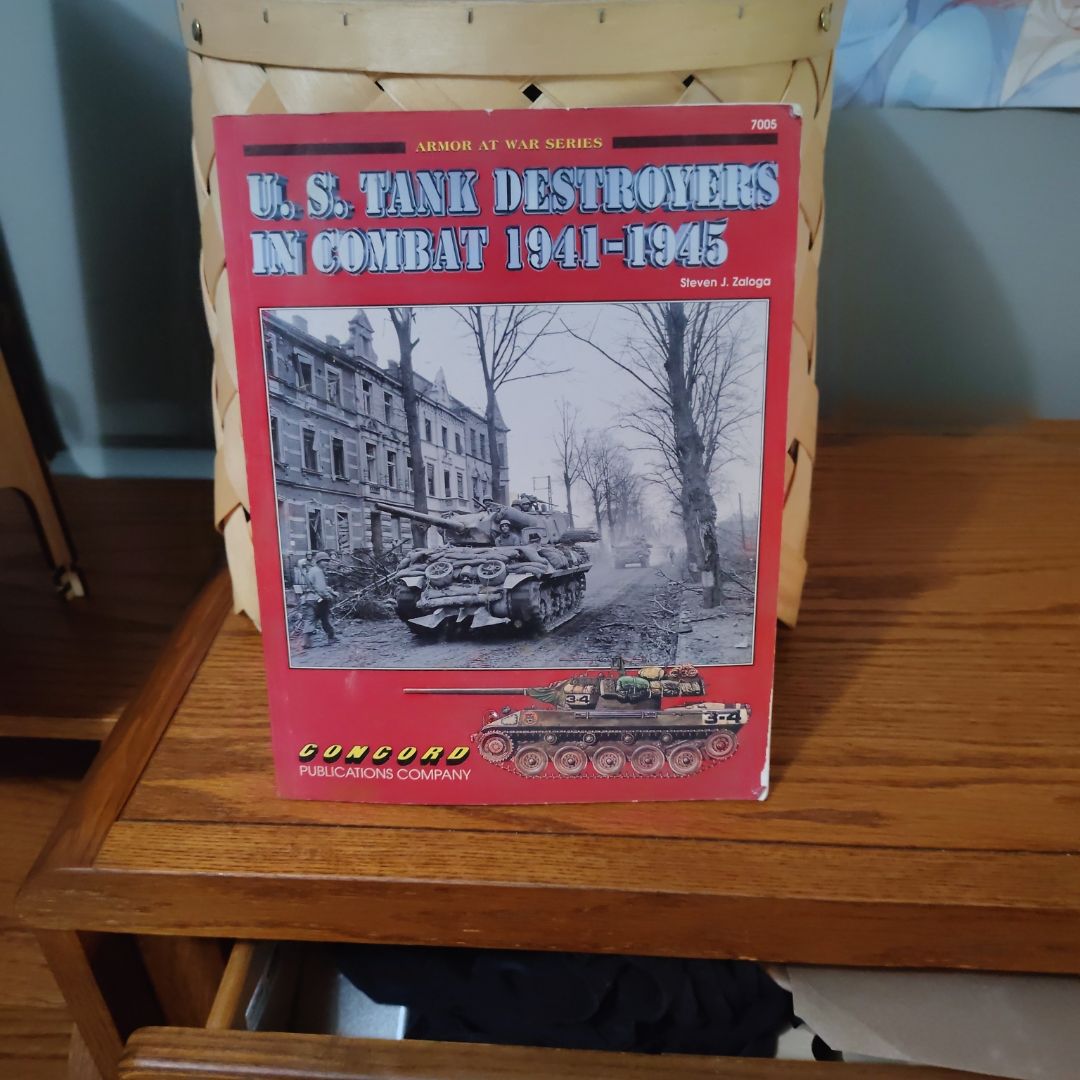 7005
ARMOR AT WAR SERIES
U. S. TANK DESTROYERS
IN COMBAT 1941-1945
Steven J. Zaloga
3-4
3-4
CONCORD
PUBLICATIONS COMPANY